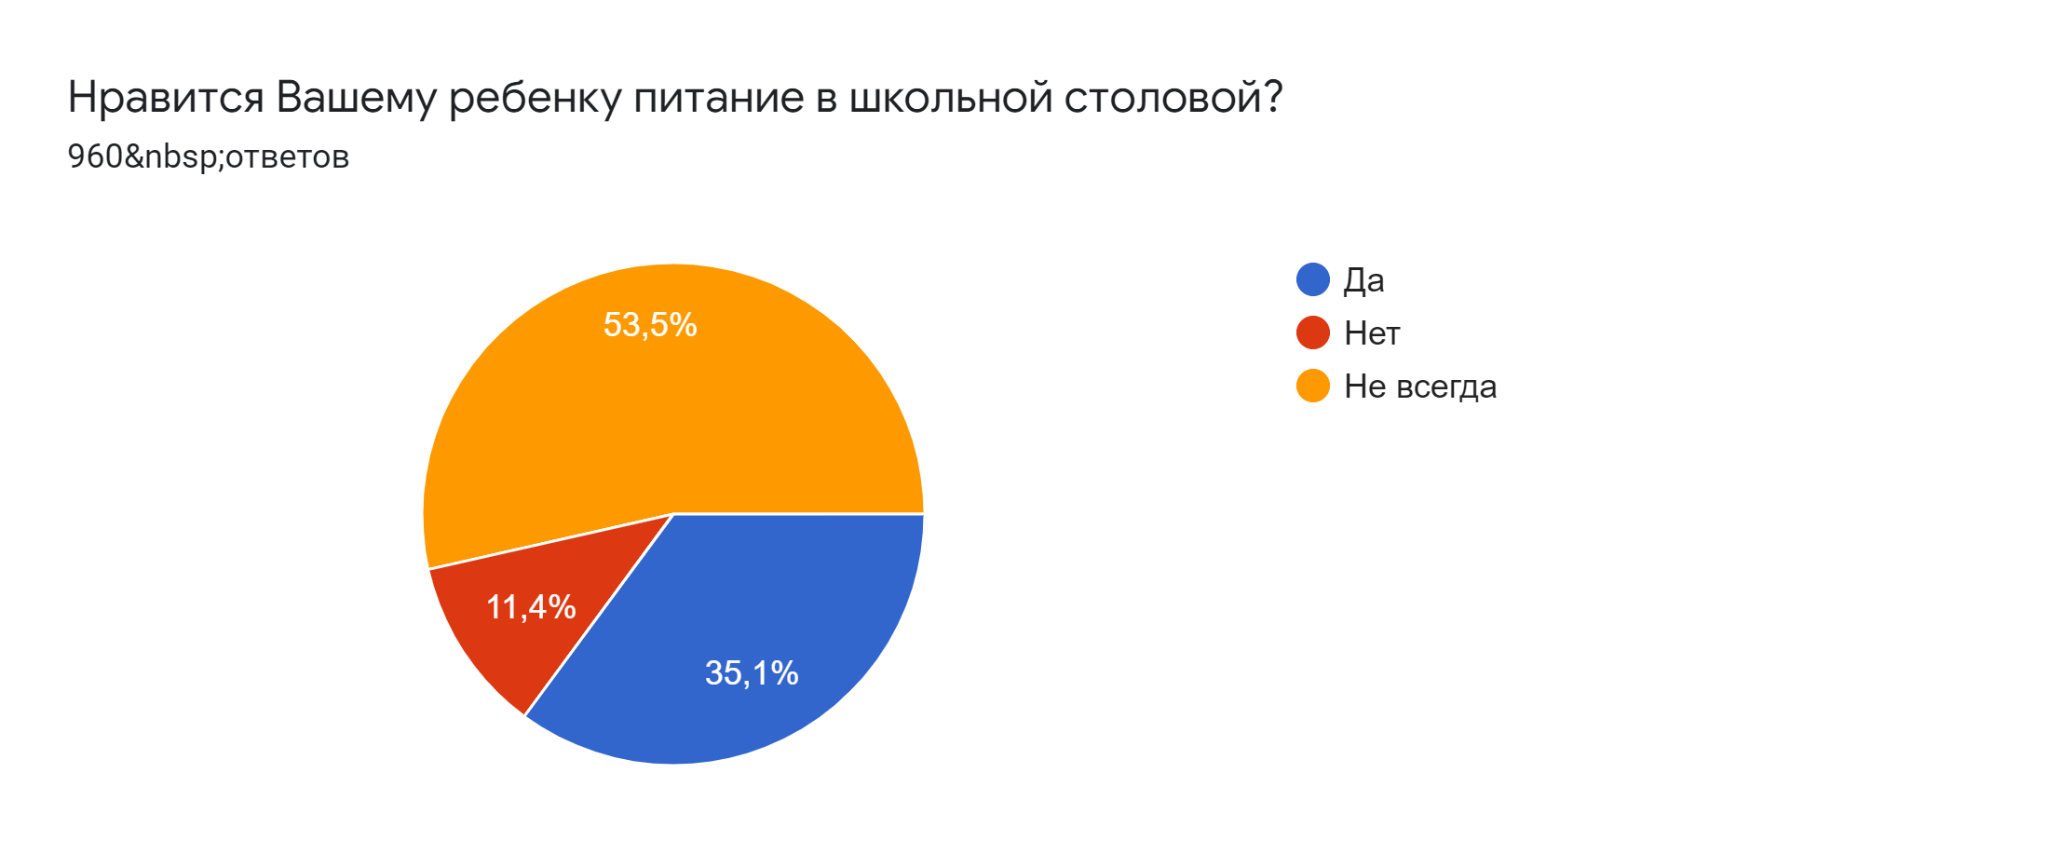 Нравится Вашему ребенку питание в школьной столовой?
960&nbsp;ответов
53,5%
11,4%
35,1%
Да
Нет
Не всегда